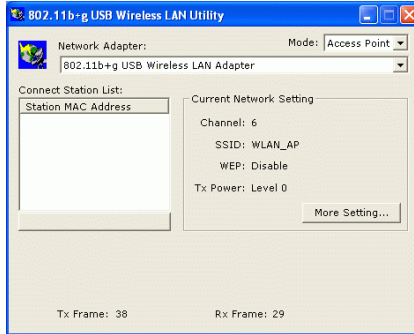 802.11b+g USB Wireless LAN Utility
Network Adapter:
Mode: Access Point
802.11b+g USB Wireless LAN Adapter
Connect Station List:
Station MAC Address
Current Network Setting
Channel: 6
SSID: WLAN_AP
WEP: Disable
Tx Power: Level 0
More Setting...
Tx Frame: 38
Rx Frame: 29